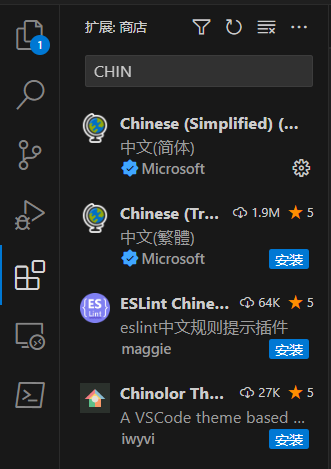 扩展: 商店
1
CHIN
Chinese (Simplified) (...
中文(简体)
Microsoft
Chinese (Tr... 1.9M 5
中文(繁體)
Microsoft 安装
ES
Lint
ESLint Chine... 64K 5
eslint中文规则提示插件
maggie 安装
Chinolor Th... 27K 5
A VSCode theme based ...
iwyvi 安装